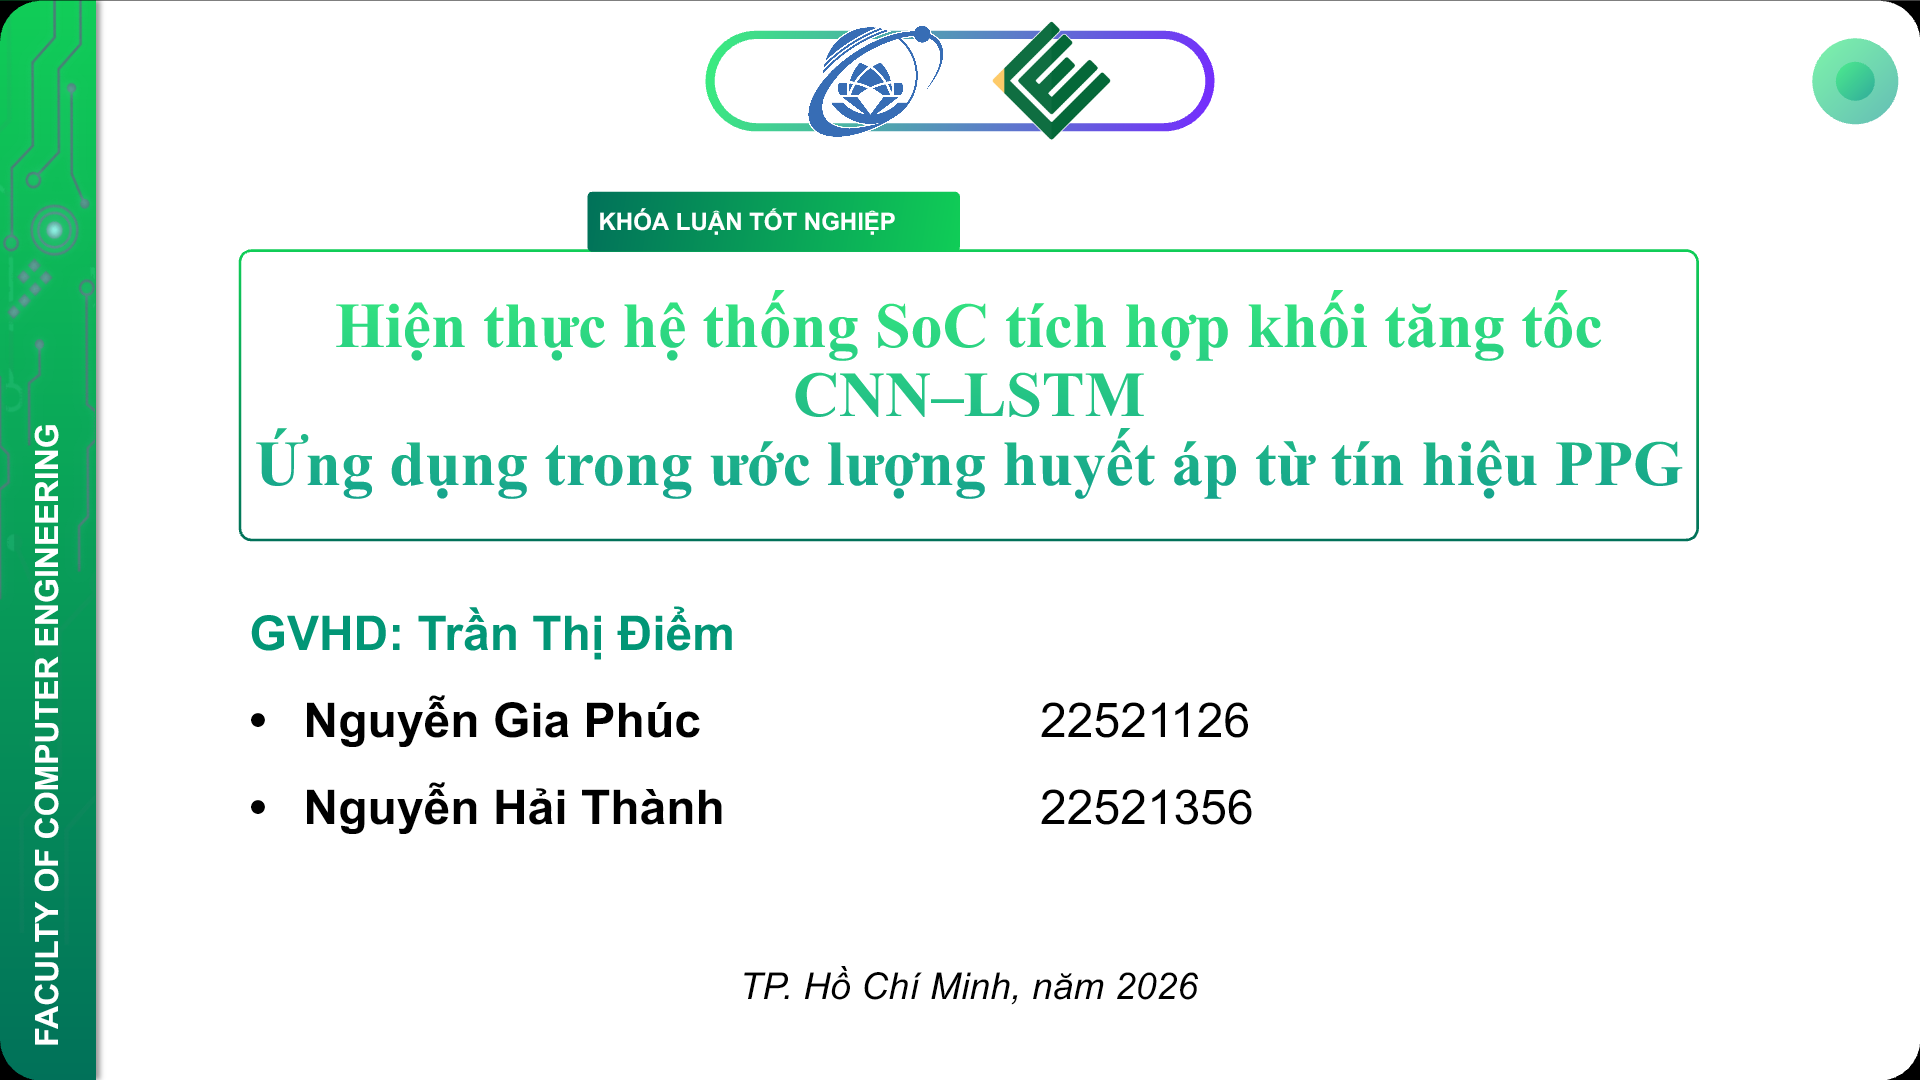 KHÓA LUẬN TỐT NGHIỆP
Hiện thực hệ thống SoC tích hợp khối tăng tốc
CNN–LSTM
Ứng dụng trong ước lượng huyết áp từ tín hiệu PPG
GVHD: Trần Thị Điểm
• Nguyễn Gia Phúc 22521126
• Nguyễn Hải Thành 22521356
TP. Hồ Chí Minh, năm 2026
FACULTY OF COMPUTER ENGINEERING